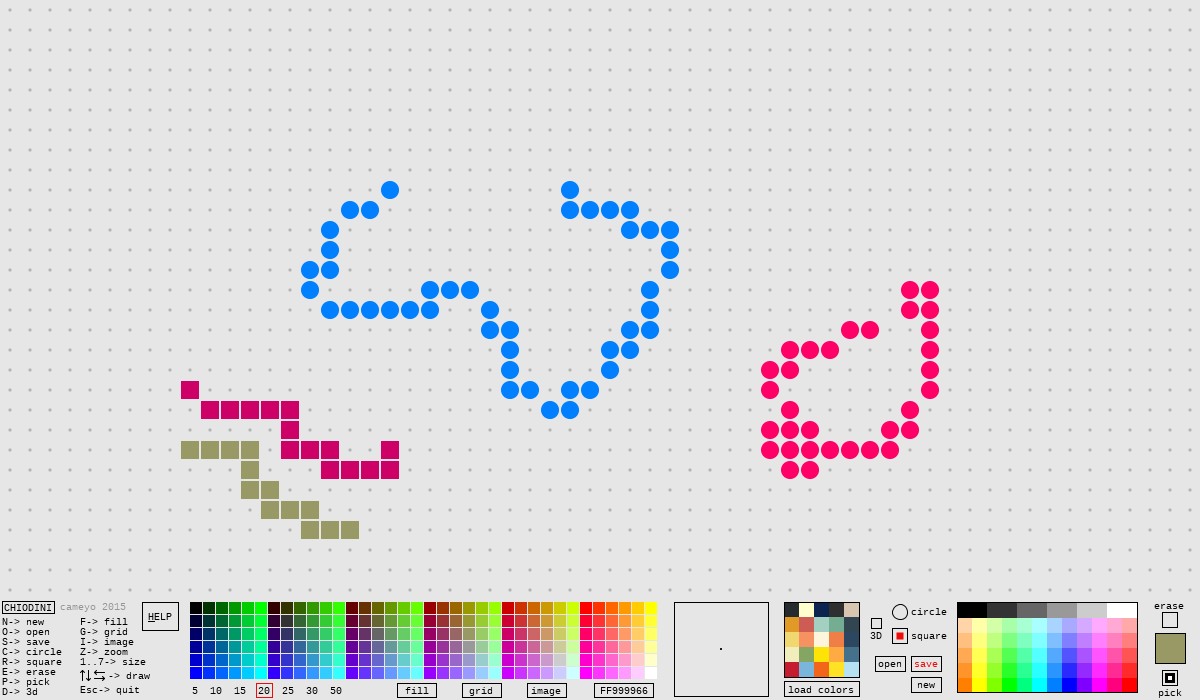 CHIODINI cameyo 2015
N-> new
O-> open
S-> save
C-> circle
R-> square
E-> erase
P-> pick
D-> 3d
F-> fill
G-> grid
I-> image
Z-> zoom
1..7-> size
-> draw
Esc-> quit
HELP
5 10 15 20 25 30 50
fill grid image FF999966
load colors
3D
circle
square
open save
new
erase
pick